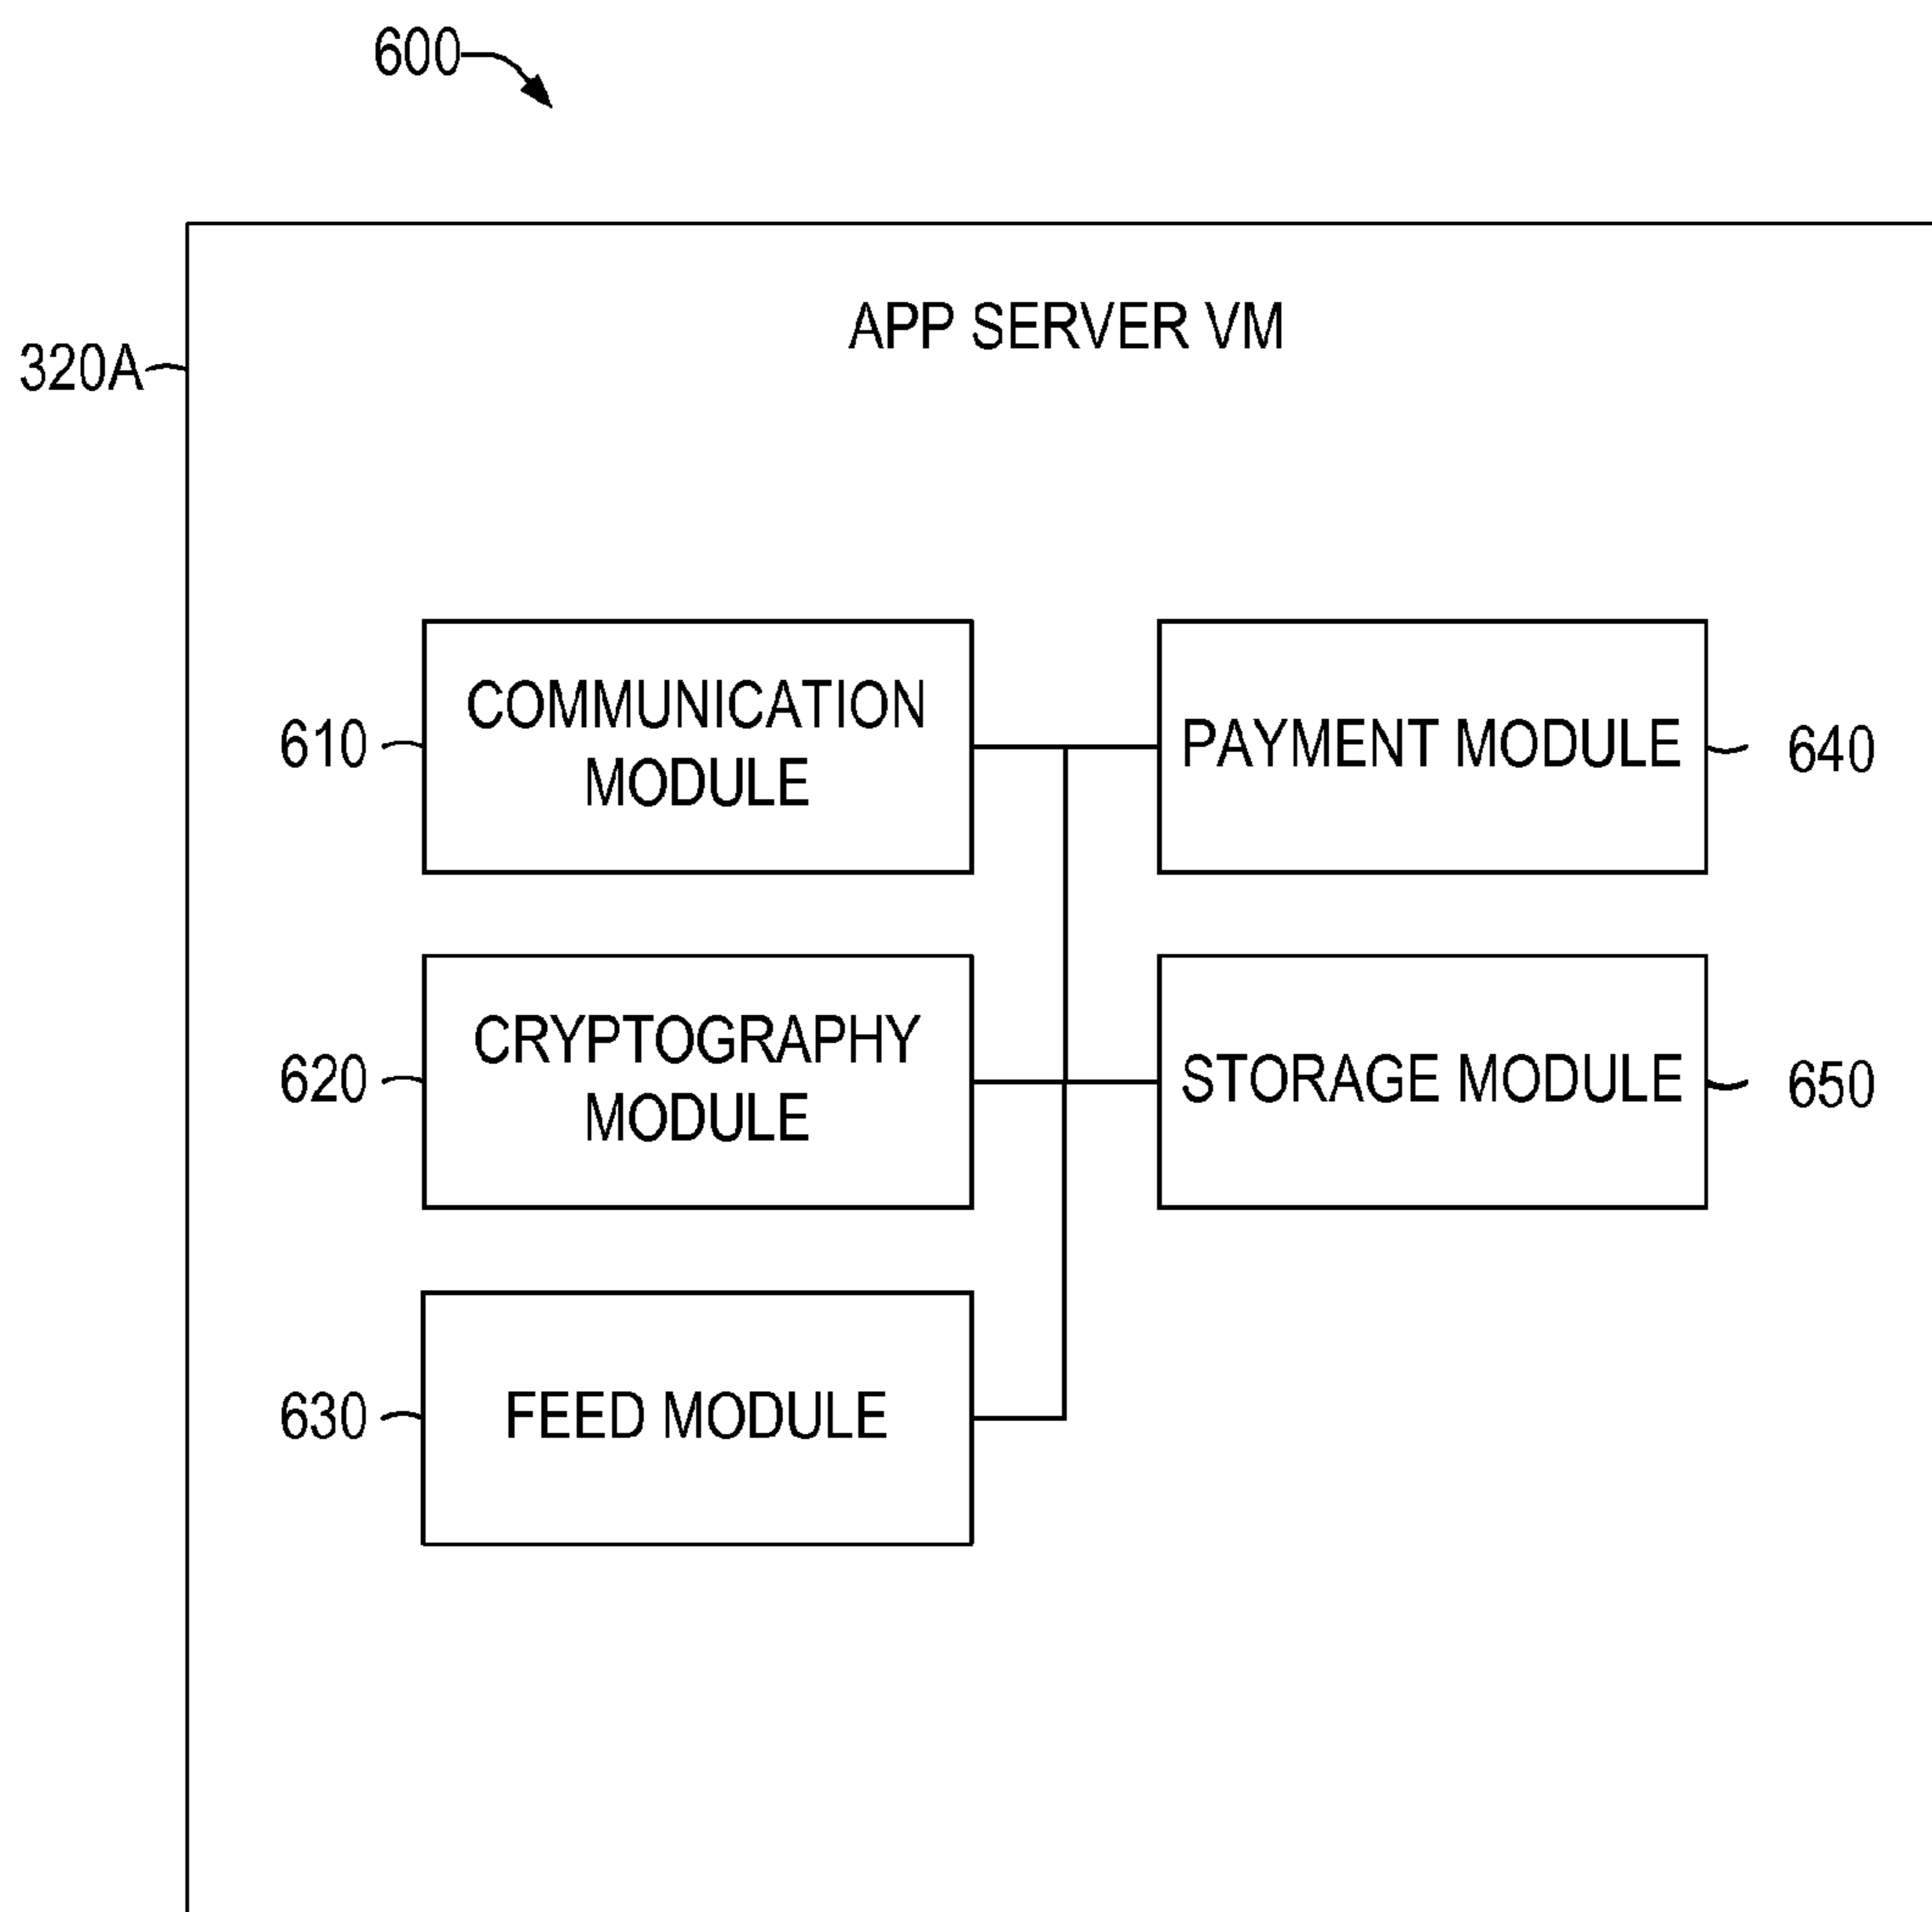 600
APP SERVER VM
320A
COMMUNICATION
MODULE
610
PAYMENT MODULE
640
CRYPTOGRAPHY
MODULE
620
STORAGE MODULE
650
FEED MODULE
630